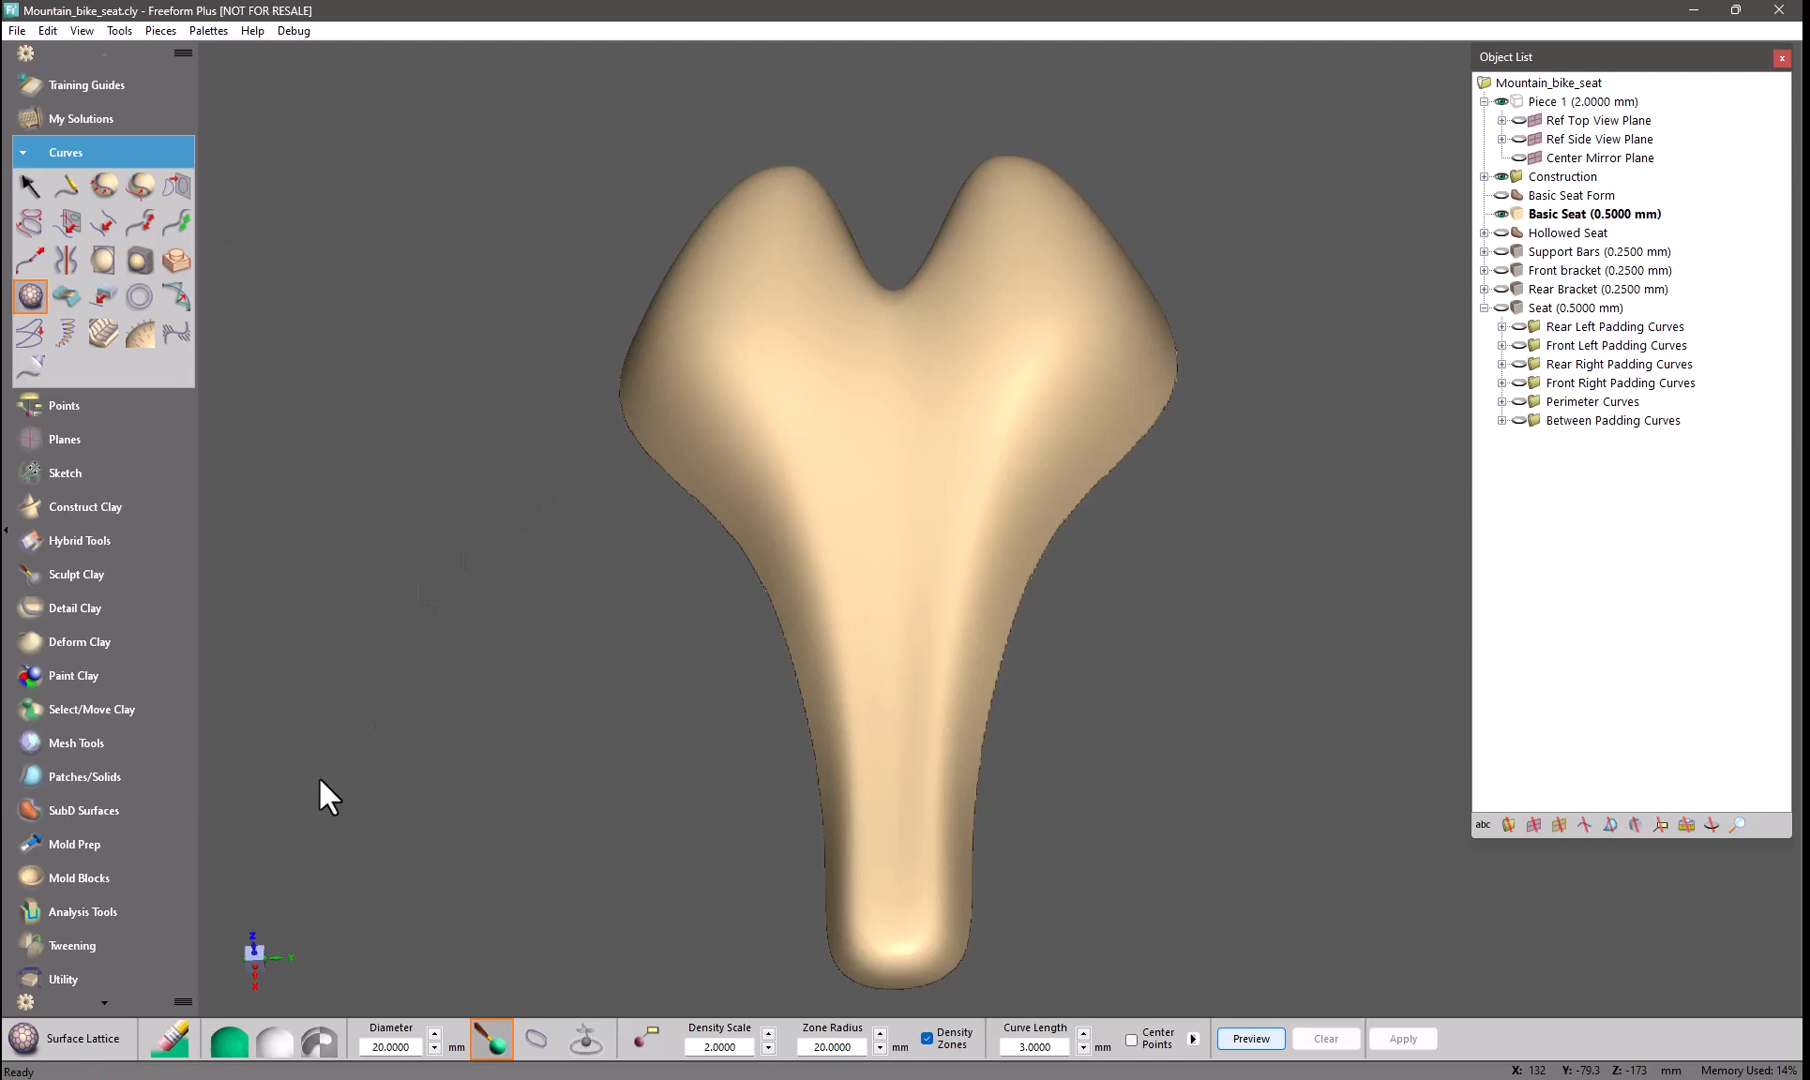 Mountain_bike_seat.cly - Freeform Plus [NOT FOR RESALE]
File Edit View Tools Pieces Palettes Help Debug
Training Guides
My Solutions
Curves
Points
Planes
Sketch
Construct Clay
Hybrid Tools
Sculpt Clay
Detail Clay
Deform Clay
Paint Clay
Select/Move Clay
Mesh Tools
Patches/Solids
SubD Surfaces
Mold Prep
Mold Blocks
Analysis Tools
Tweening
Utility
Z
Y
X
Object List
Mountain_bike_seat
Piece 1 (2.0000 mm)
Ref Top View Plane
Ref Side View Plane
Center Mirror Plane
Construction
Basic Seat Form
Basic Seat (0.5000 mm)
Hollowed Seat
Support Bars (0.2500 mm)
Front bracket (0.2500 mm)
Rear Bracket (0.2500 mm)
Seat (0.5000 mm)
Rear Left Padding Curves
Front Left Padding Curves
Rear Right Padding Curves
Front Right Padding Curves
Perimeter Curves
Between Padding Curves
abc
Surface Lattice
Diameter
20.0000 mm
Density Scale
2.0000
Zone Radius
20.0000 mm
Density
Zones
Curve Length
3.0000 mm
Center
Points
Preview
Clear
Apply
Ready
X: 132 Y: -79.3 Z: -173 mm Memory Used: 14%